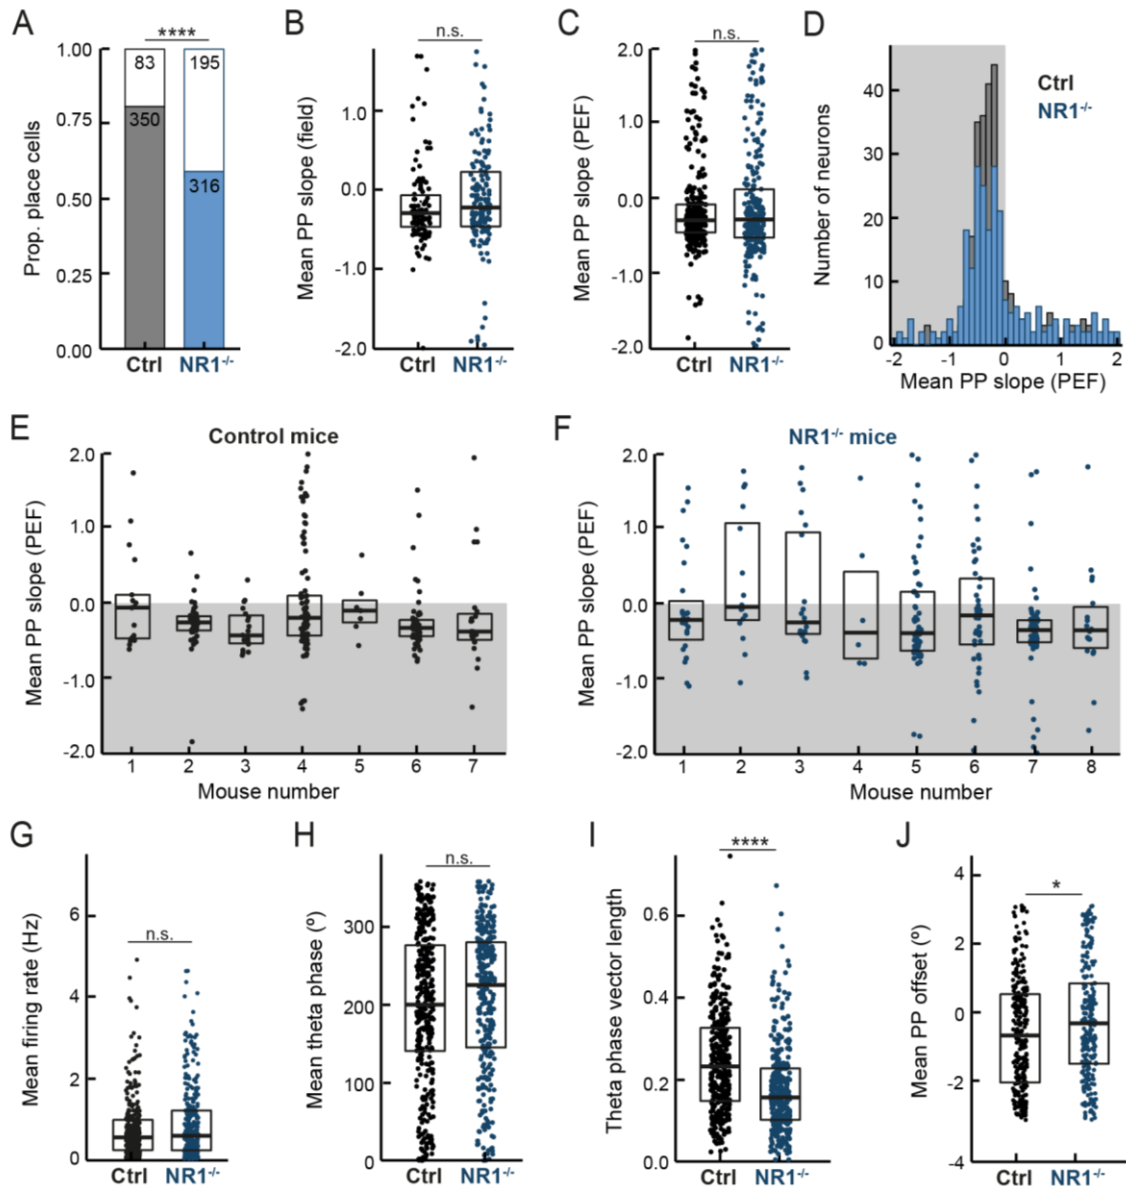 A
****
Prop. place cells
1.00
0.75
0.50
0.25
0.00
83
350
195
316
Ctrl
NR1-/-
B
n.s.
Mean PP slope (field)
1.0
0.0
-1.0
-2.0
Ctrl
NR1-/-
C
n.s.
Mean PP slope (PEF)
2.0
1.0
0.0
-1.0
-2.0
Ctrl
NR1-/-
D
Ctrl
NR1-/-
Number of neurons
40
30
20
10
0
-2 -1 0 1 2
Mean PP slope (PEF)
E
Control mice
Mean PP slope (PEF)
2.0
1.0
0.0
-1.0
-2.0
1 2 3 4 5 6 7
Mouse number
F
NR1-/- mice
Mean PP slope (PEF)
2.0
1.0
0.0
-1.0
-2.0
1 2 3 4 5 6 7 8
Mouse number
G
n.s.
Mean firing rate (Hz)
6
4
2
0
Ctrl
NR1-/-
H
n.s.
Mean theta phase (º)
300
200
100
0
Ctrl
NR1-/-
I
****
Theta phase vector length
0.6
0.4
0.2
0.0
Ctrl
NR1-/-
J
*
Mean PP offset (º)
4
2
0
-2
-4
Ctrl
NR1-/-